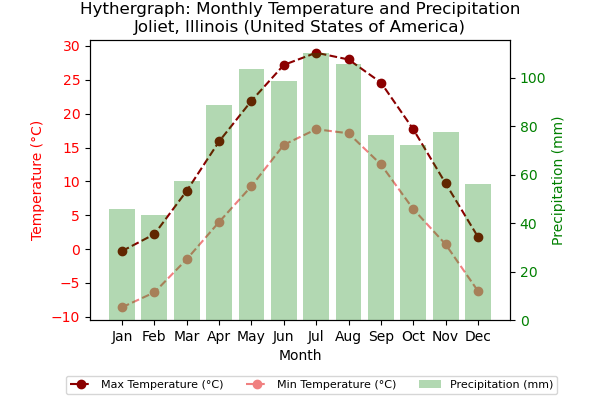 Hythergraph: Monthly Temperature and Precipitation
Joliet, Illinois (United States of America)
Temperature (°C)
30
25
20
15
10
5
0
−5
−10
Precipitation (mm)
100
80
60
40
20
0
Jan Feb Mar Apr May Jun Jul Aug Sep Oct Nov Dec
Month
Max Temperature (°C) Min Temperature (°C) Precipitation (mm)